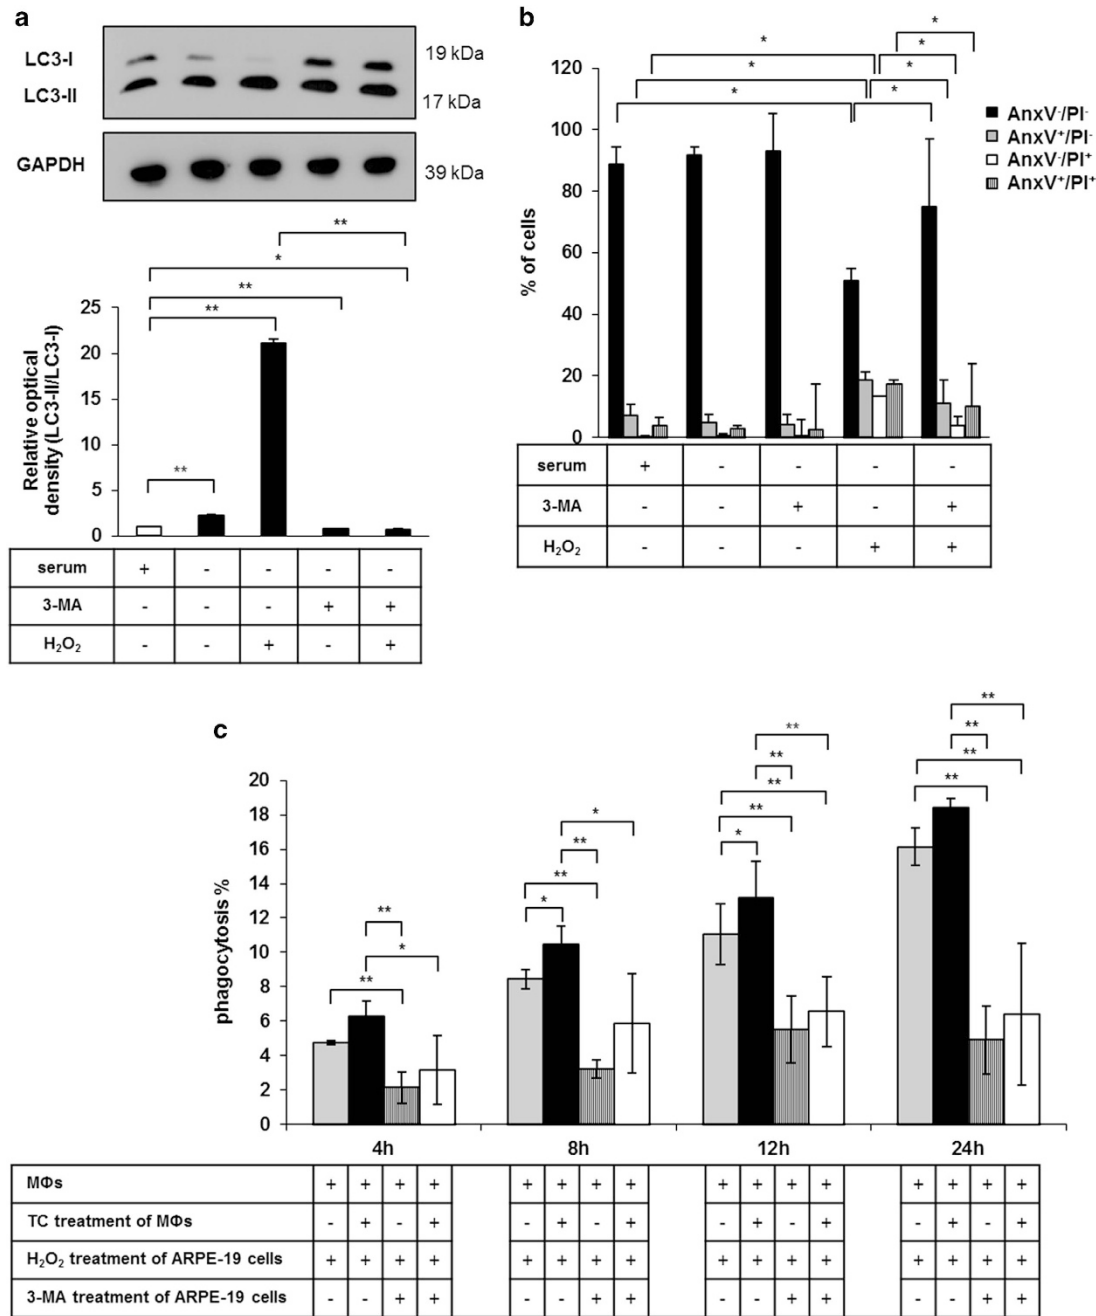 a
LC3-I
19 kDa
LC3-II
17 kDa
GAPDH
39 kDa
**
*
**
**
**
Relative optical
density (LC3-II/LC3-I)
25
20
15
10
5
0
serum + - - - -
3-MA - - - + +
H₂O₂ - - + - +
b
*
* *
* *
* *
120
100
80
60
40
20
0
% of cells
AnxV⁻/PI⁻
AnxV⁺/PI⁻
AnxV⁻/PI⁺
AnxV⁺/PI⁺
serum + - - - -
3-MA - - + - +
H₂O₂ - - - + +
c
phagocytosis %
20
18
16
14
12
10
8
6
4
2
0
**
*
**
*
**
**
*
**
**
**
**
*
**
**
**
**
4h 8h 12h 24h
MΦs + + + + + + + + + + + + + + + +
TC treatment of MΦs - + - + - + - + - + - + - + - +
H₂O₂ treatment of ARPE-19 cells + + + + + + + + + + + + + + + +
3-MA treatment of ARPE-19 cells - - + + - - + + - - + + - - + +